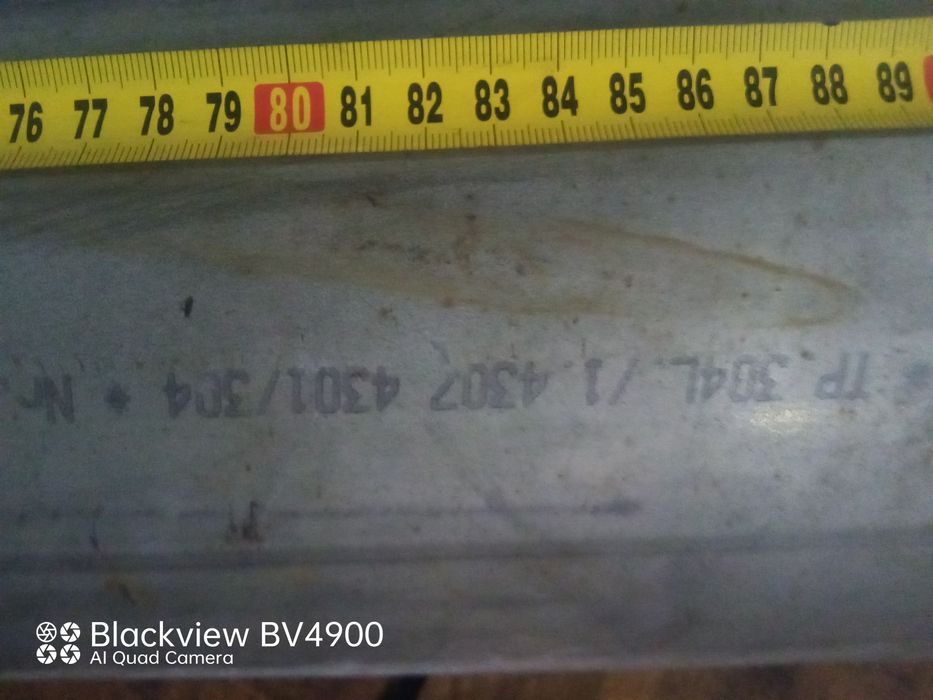 76 77 78 79 80 81 82 83 84 85 86 87 88 89
* TP 304L /1.4307 4301/304 * Nr.
Blackview BV4900
AI Quad Camera